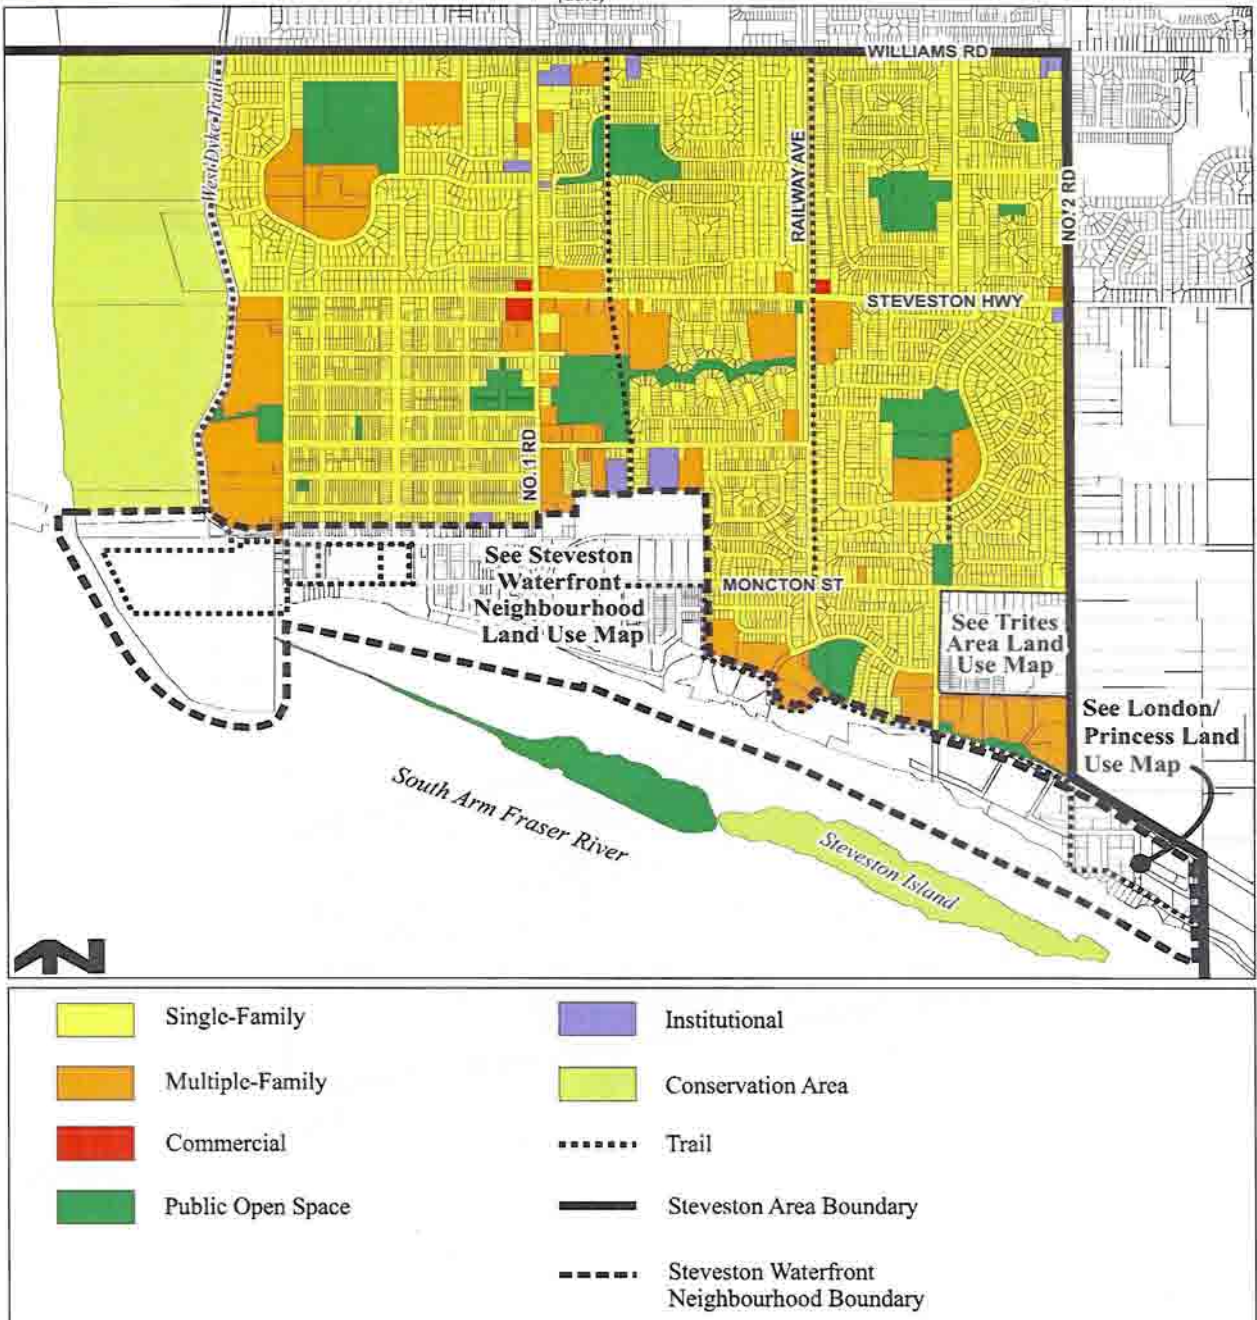 WILLIAMS RD
West Dyke Trail
RAILWAY AVE
NO. 2 RD
STEVESTON HWY
NO. 1 RD
See Steveston
Waterfront
Neighbourhood
Land Use Map
MONCTON ST
See Trites
Area Land
Use Map
See London/
Princess Land
Use Map
South Arm Fraser River
Steveston Island
N
Single-Family
Multiple-Family
Commercial
Public Open Space
Institutional
Conservation Area
Trail
Steveston Area Boundary
Steveston Waterfront
Neighbourhood Boundary